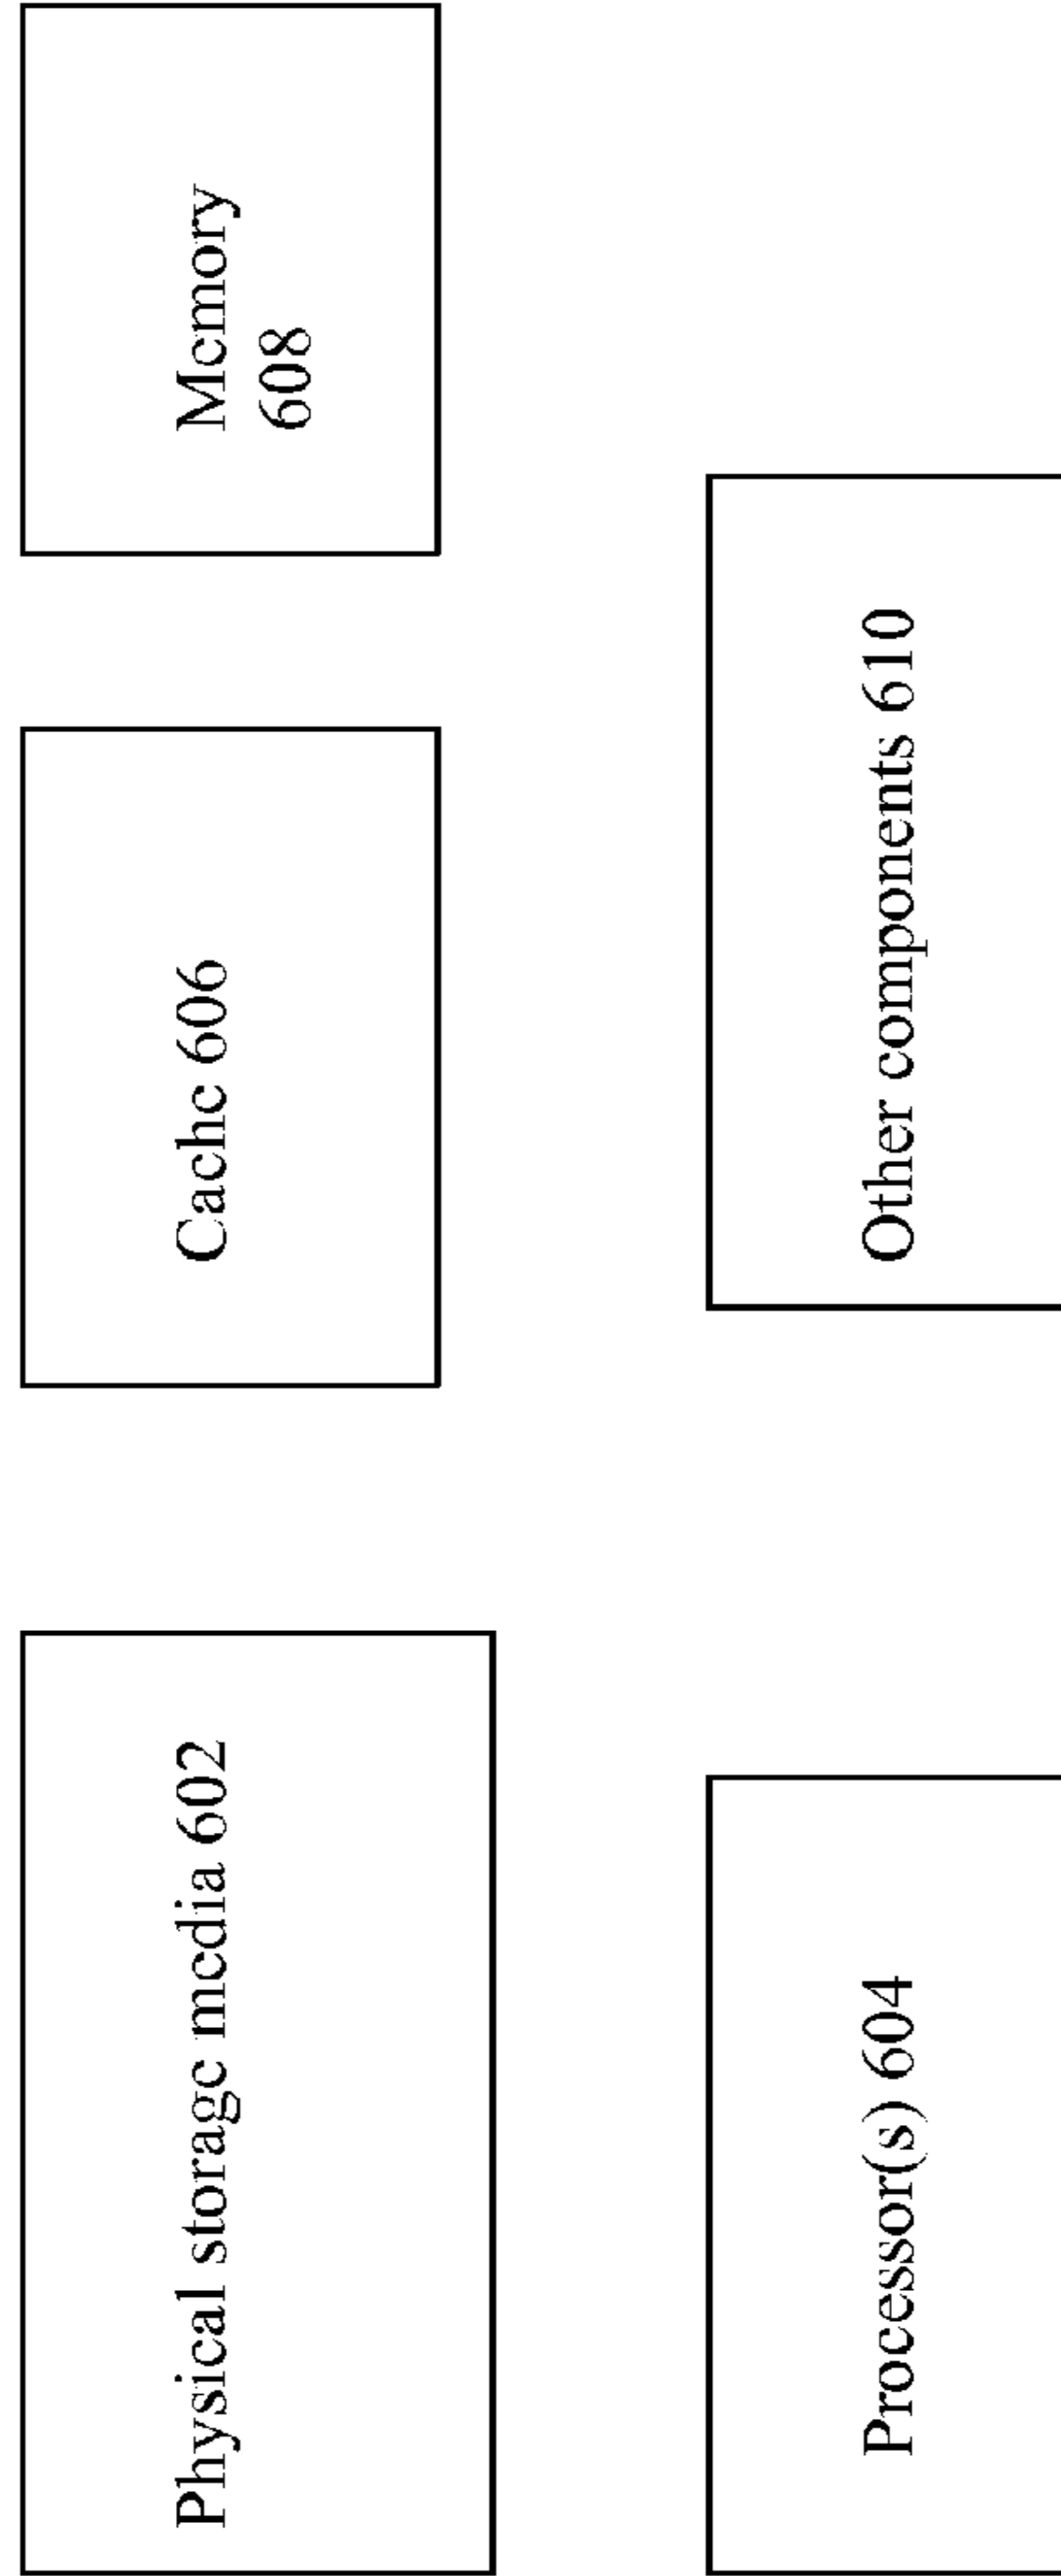 Physical storage media 602
Cache 606
Memory
608
Processor(s) 604
Other components 610